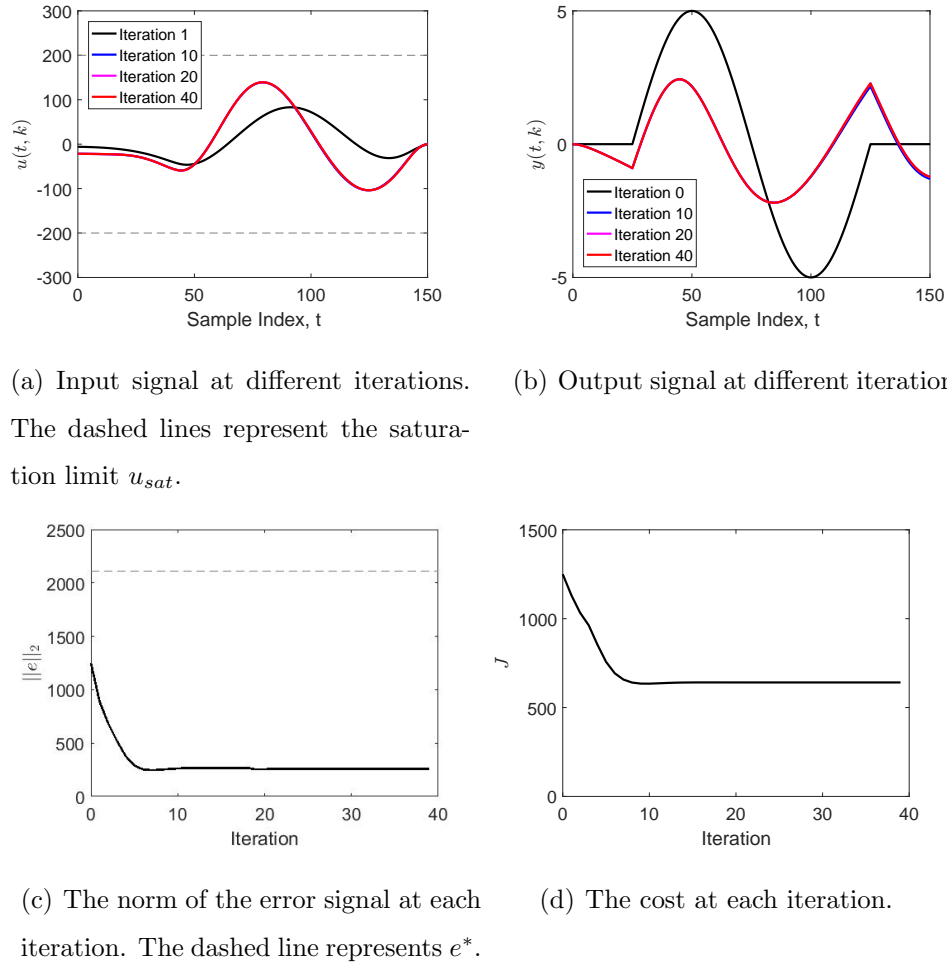 300
200
100
0
-100
-200
-300
u(t, k)
Iteration 1
Iteration 10
Iteration 20
Iteration 40
0 50 100 150
Sample Index, t
5
0
-5
y(t, k)
Iteration 0
Iteration 10
Iteration 20
Iteration 40
0 50 100 150
Sample Index, t
(a) Input signal at different iterations.
The dashed lines represent the satura-
tion limit u_{sat}.
(b) Output signal at different iteration
2500
2000
1500
1000
500
0
||e||_2
0 10 20 30 40
Iteration
1500
1000
500
0
J
0 10 20 30 40
Iteration
(c) The norm of the error signal at each
iteration. The dashed line represents e^*.
(d) The cost at each iteration.